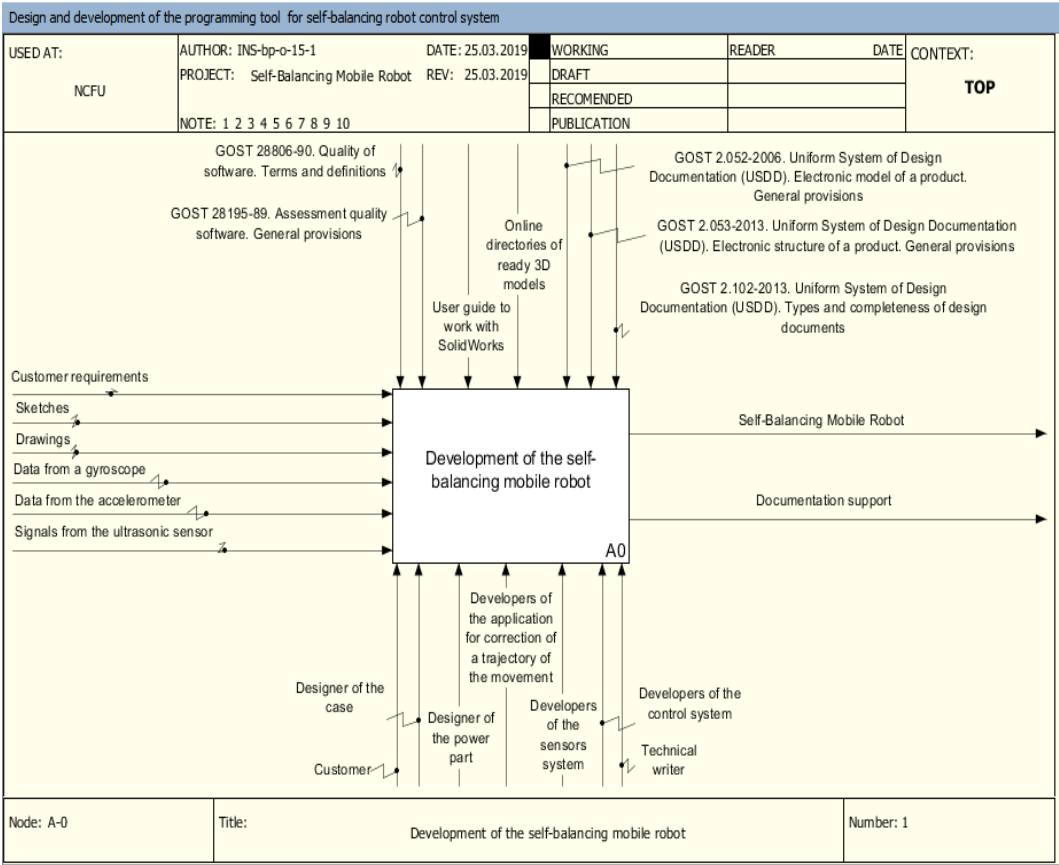 Design and development of the programming tool for self-balancing robot control system
USED AT:
NCFU
AUTHOR: INS-bp-o-15-1
DATE: 25.03.2019
PROJECT: Self-Balancing Mobile Robot
REV: 25.03.2019
NOTE: 1 2 3 4 5 6 7 8 9 10
WORKING
DRAFT
RECOMENDED
PUBLICATION
READER
DATE
CONTEXT:
TOP
GOST 28806-90. Quality of
software. Terms and definitions
GOST 28195-89. Assessment quality
software. General provisions
User guide to
work with
SolidWorks
Online
directories of
ready 3D
models
GOST 2.052-2006. Uniform System of Design
Documentation (USDD). Electronic model of a product.
General provisions
GOST 2.053-2013. Uniform System of Design Documentation
(USDD). Electronic structure of a product. General provisions
GOST 2.102-2013. Uniform System of Design
Documentation (USDD). Types and completeness of design
documents
Customer requirements
Sketches
Drawings
Data from a gyroscope
Data from the accelerometer
Signals from the ultrasonic sensor
Development of the self-
balancing mobile robot
A0
Self-Balancing Mobile Robot
Documentation support
Customer
Designer of the
case
Designer of
the power
part
Developers of
the application
for correction of
a trajectory of
the movement
Developers
of the
sensors
system
Developers of the
control system
Technical
writer
Node: A-0
Title:
Development of the self-balancing mobile robot
Number: 1